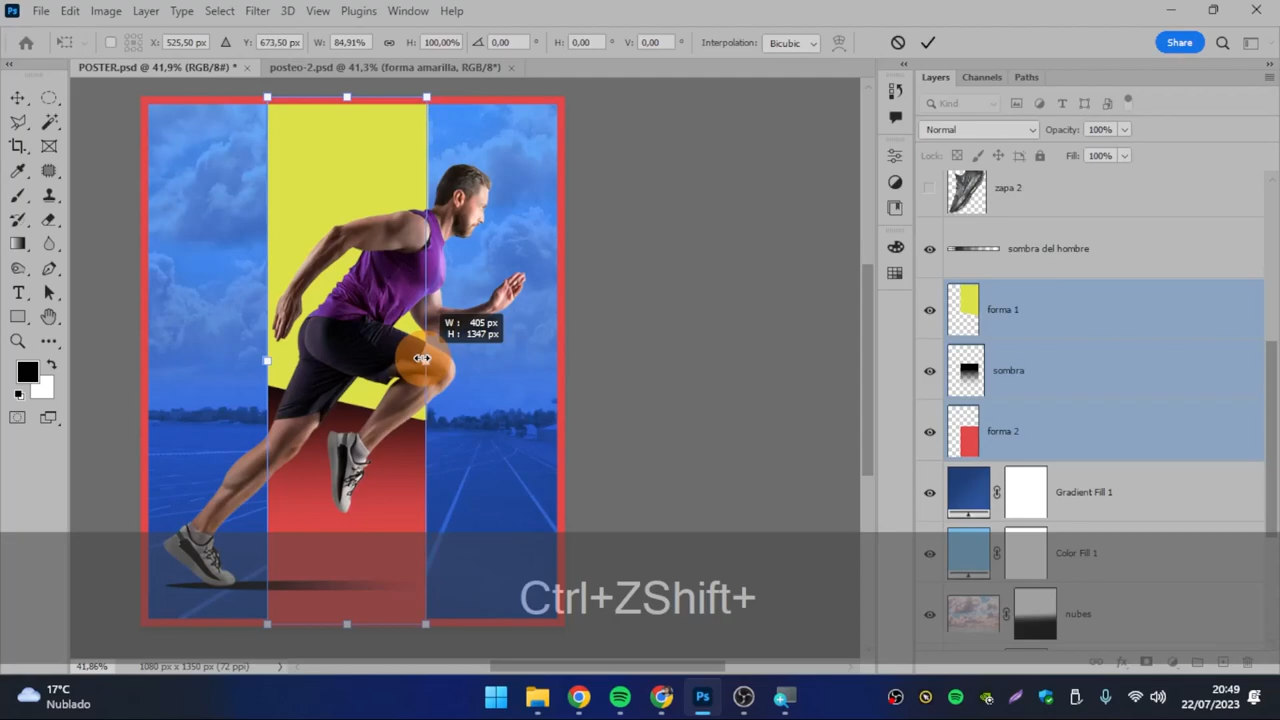 Ps File Edit Image Layer Type Select Filter 3D View Plugins Window Help
X: 525,50 px Y: 673,50 px W: 84,91% H: 100,00% 0,00 ° H: 0,00 ° V: 0,00 ° Interpolation: Bicubic Share
POSTER.psd @ 41,9% (RGB/8#) * × posteo-2.psd @ 41,3% (forma amarilla, RGB/8*) ×
Layers Channels Paths
Kind
Normal Opacity: 100%
Lock: Fill: 100%
zapa 2
sombra del hombre
forma 1
W : 405 px
H : 1347 px
sombra
forma 2
Gradient Fill 1
Color Fill 1
Ctrl+ZShift+
nubes
41,86% 1080 px x 1350 px (72 ppi)
17°C
Nublado
Ps
20:49
22/07/2023